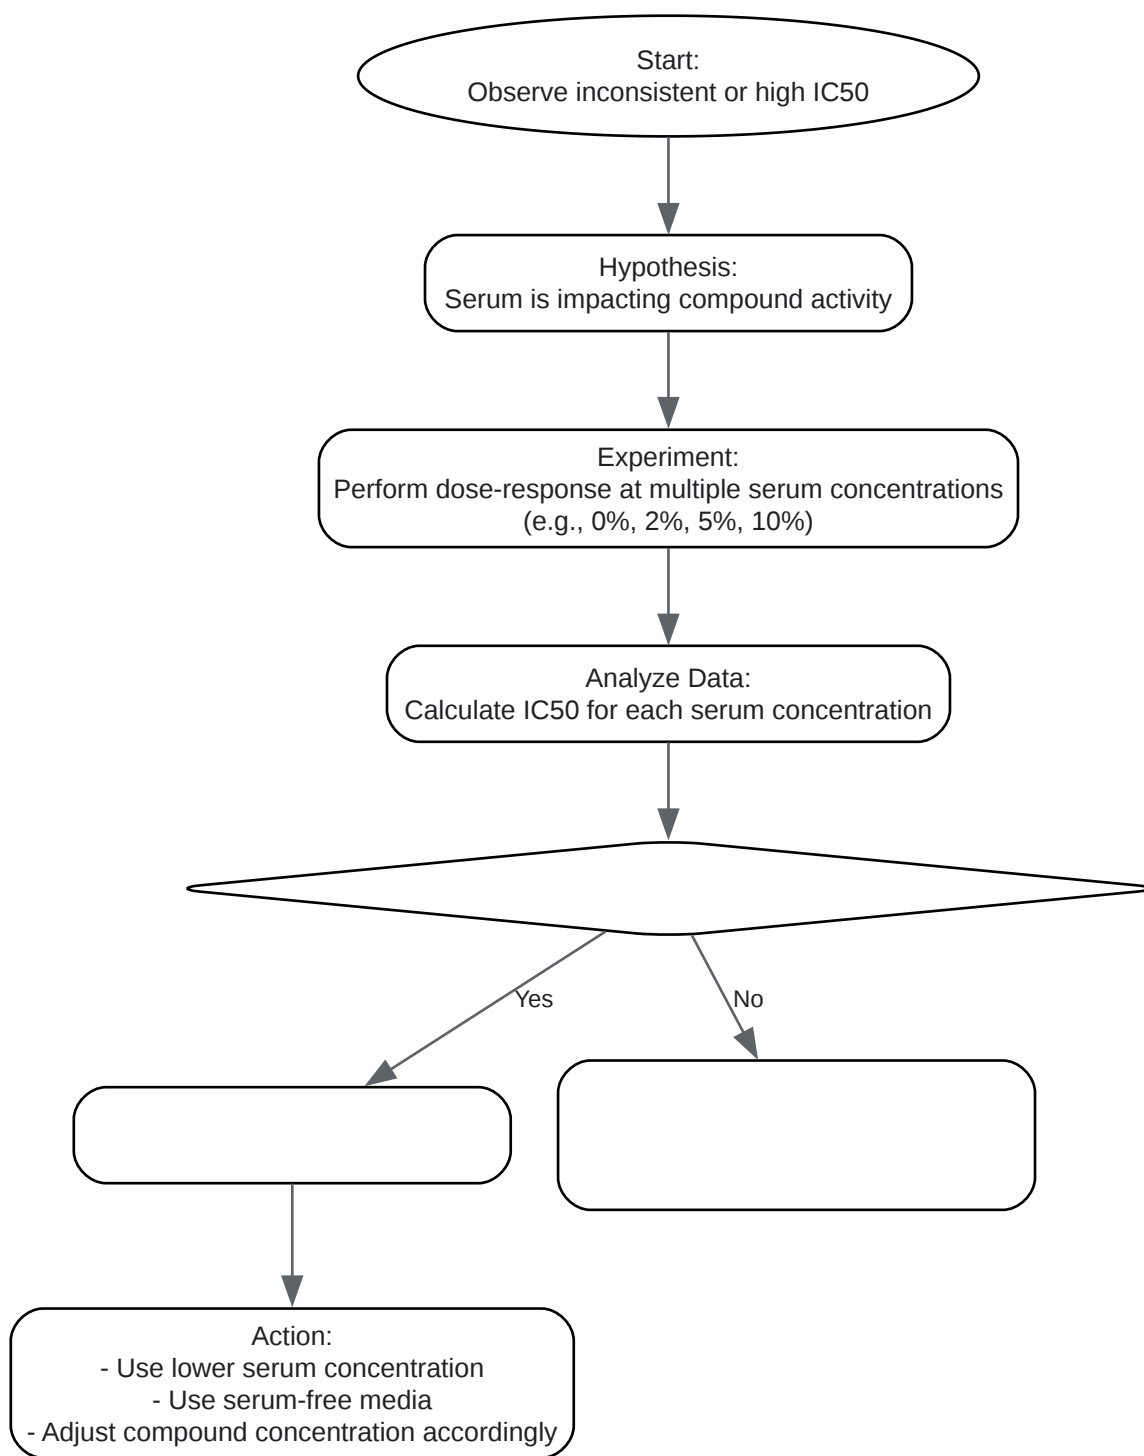 Start:
Observe inconsistent or high IC50
Hypothesis:
Serum is impacting compound activity
Experiment:
Perform dose-response at multiple serum concentrations
(e.g., 0%, 2%, 5%, 10%)
Analyze Data:
Calculate IC50 for each serum concentration
Yes
No
Action:
- Use lower serum concentration
- Use serum-free media
- Adjust compound concentration accordingly